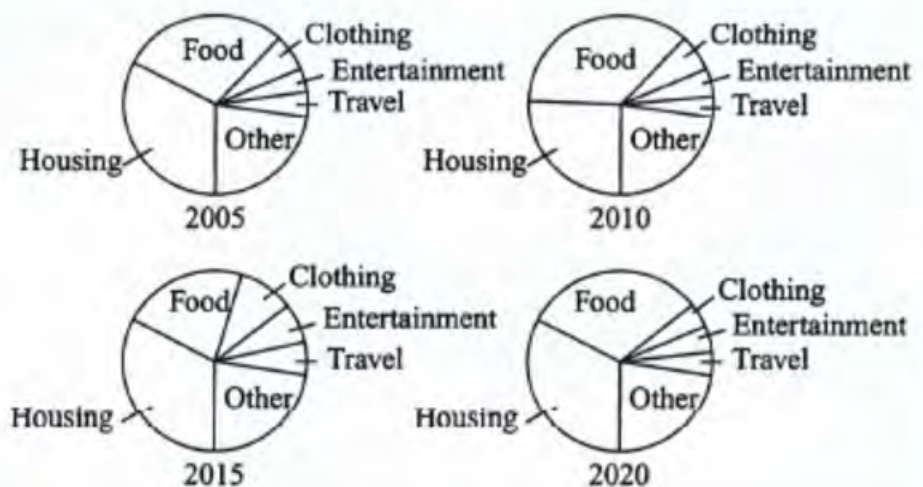 Food
Clothing
Entertainment
Travel
Other
Housing
2005
Food
Clothing
Entertainment
Travel
Other
Housing
2010
Food
Clothing
Entertainment
Travel
Other
Housing
2015
Food
Clothing
Entertainment
Travel
Other
Housing
2020